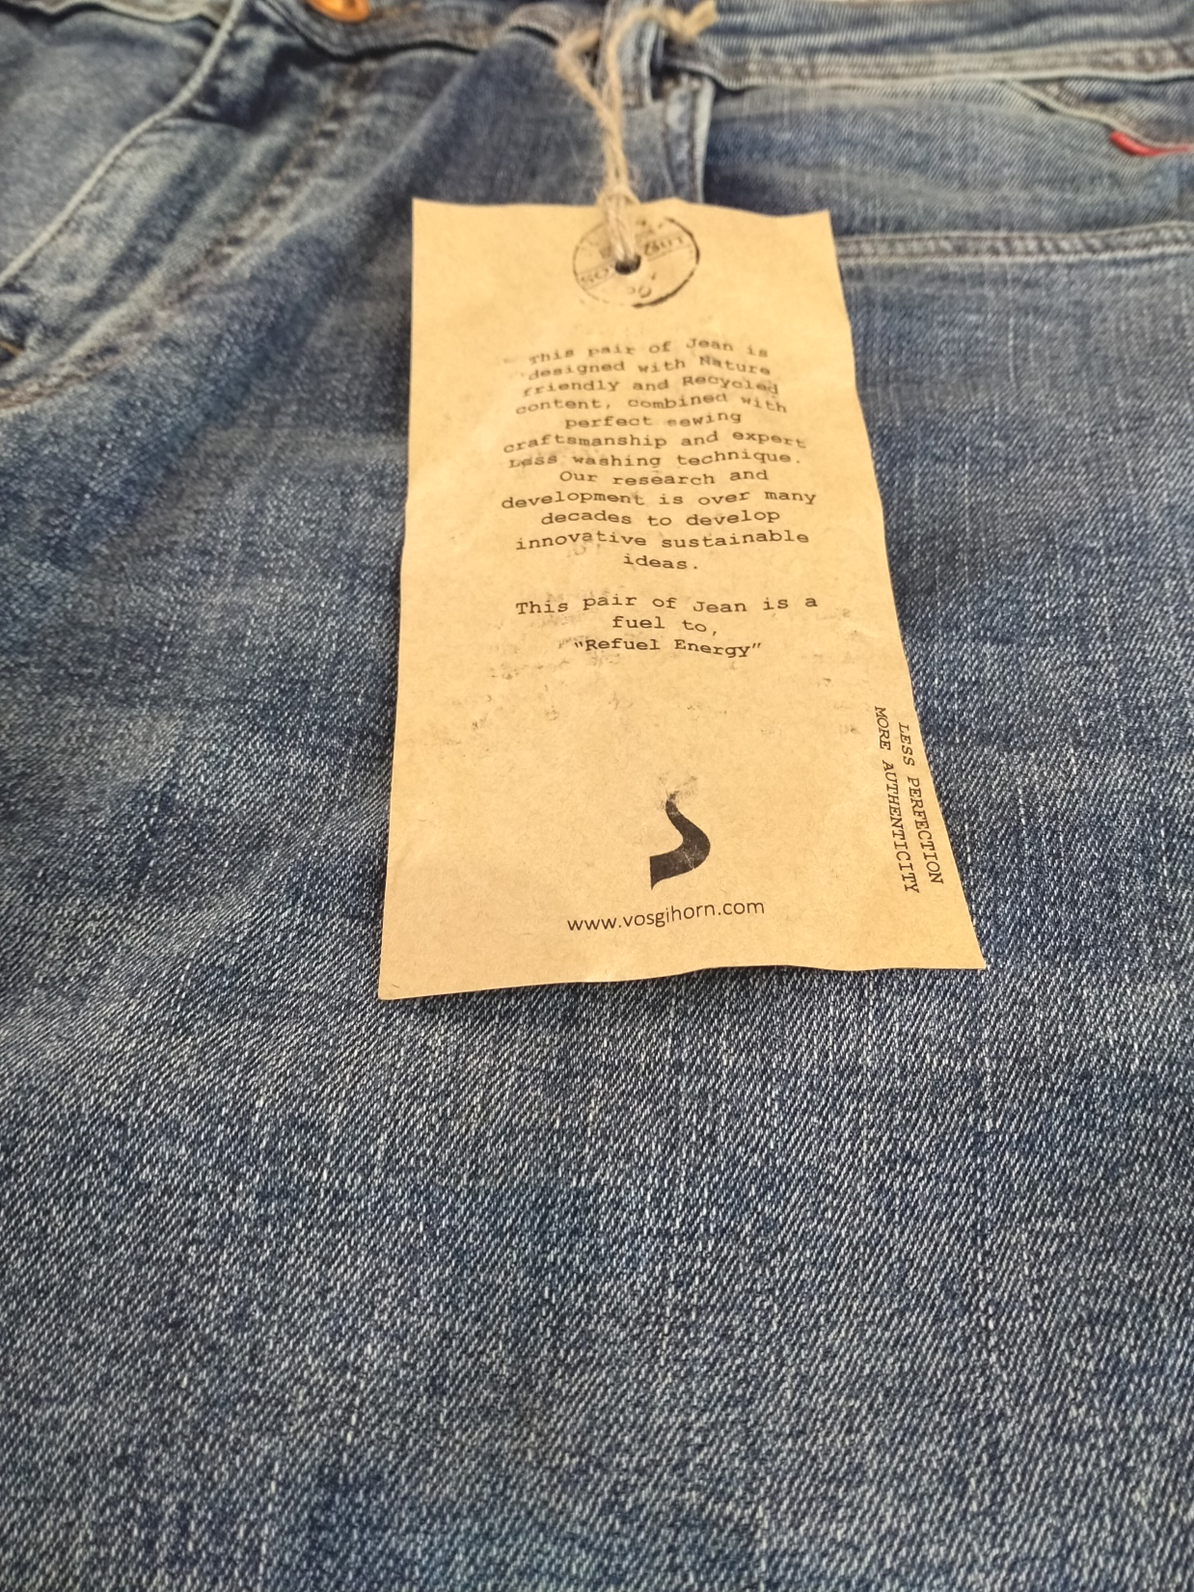 This pair of Jean is
designed with Nature
friendly and Recycled
content, combined with
perfect sewing
craftsmanship and expert
Less washing technique.
Our research and
development is over many
decades to develop
innovative sustainable
ideas.
This pair of Jean is a
fuel to,
"Refuel Energy"
LESS PERFECTION
MORE AUTHENTICITY
www.vosgihorn.com